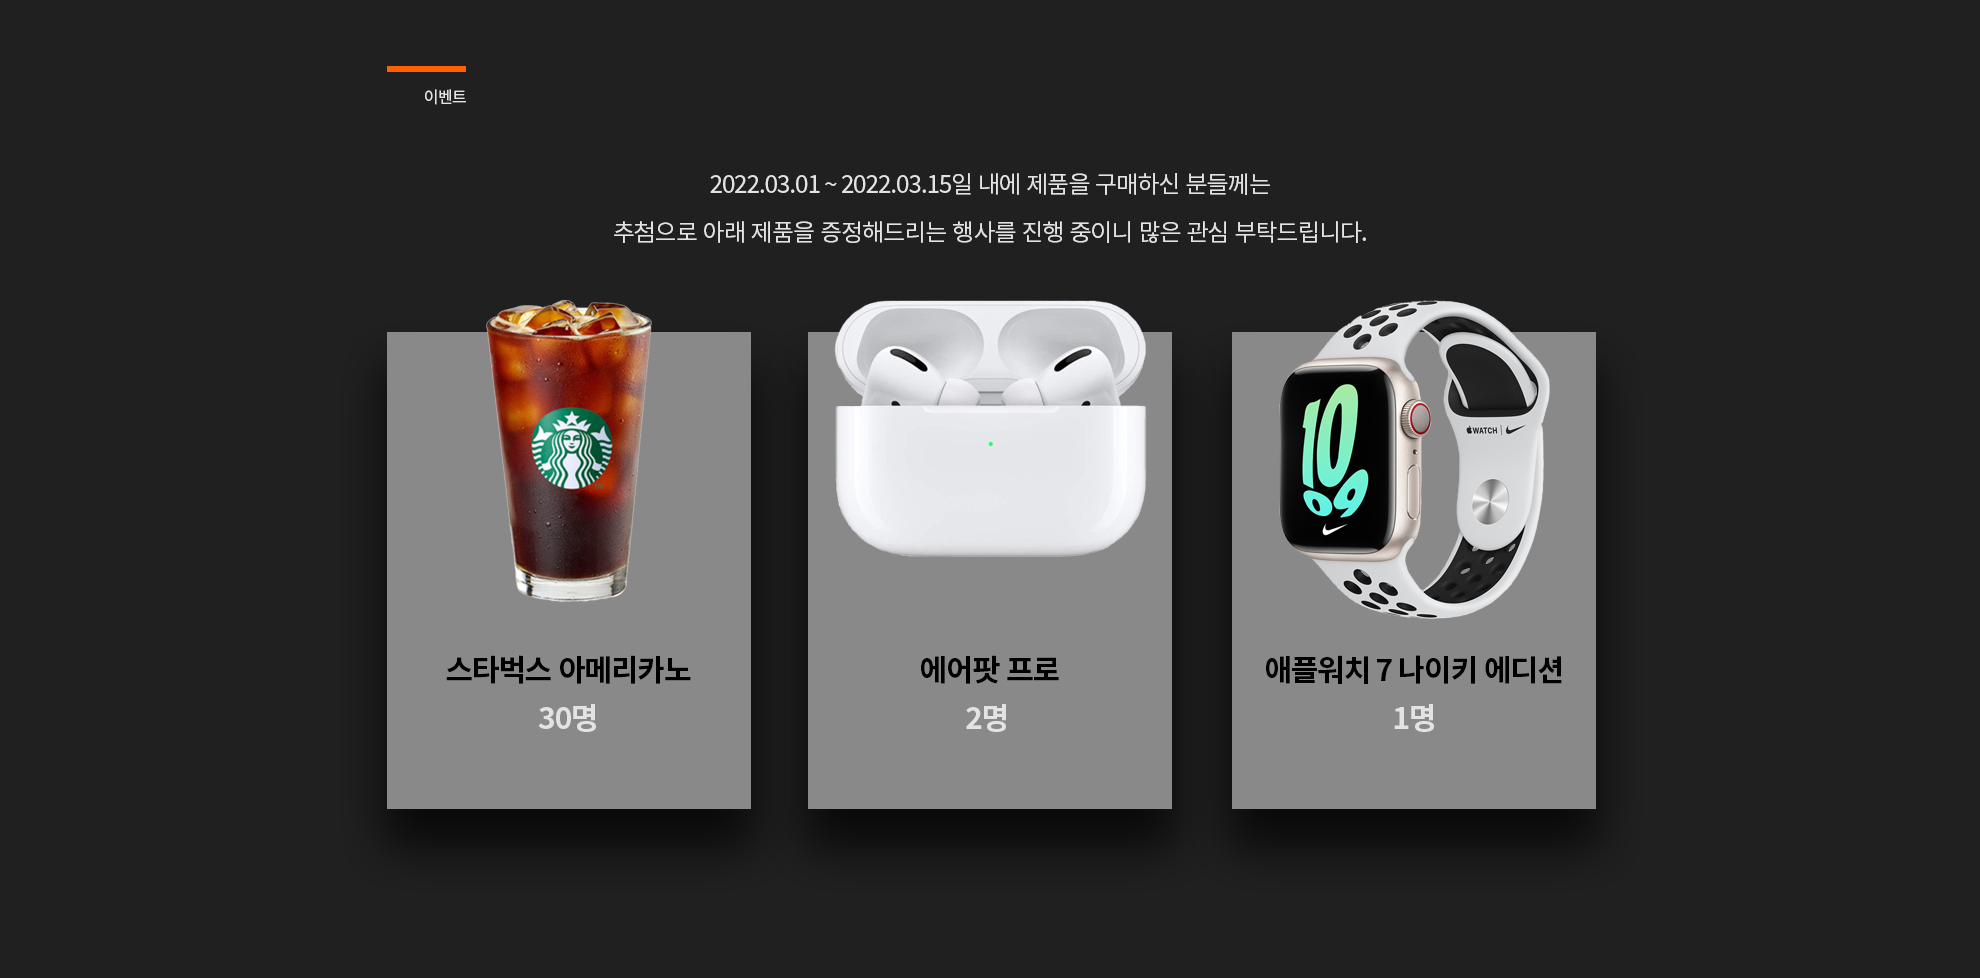 이벤트
2022.03.01 ~ 2022.03.15일 내에 제품을 구매하신 분들께는
추첨으로 아래 제품을 증정해드리는 행사를 진행 중이니 많은 관심 부탁드립니다.
10
09
WATCH
스타벅스 아메리카노
30명
에어팟 프로
2명
애플워치 7 나이키 에디션
1명